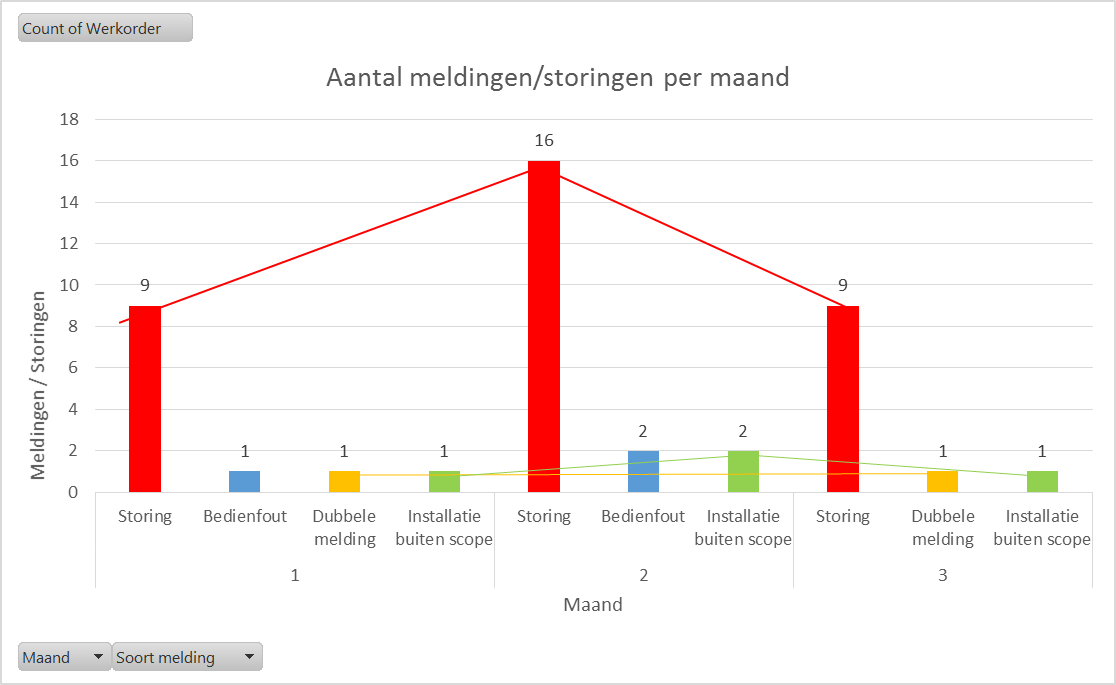 Count of Werkorder
Aantal meldingen/storingen per maand
Meldingen / Storingen
18
16
14
12
10
8
6
4
2
0
9
1
1
1
16
2
2
9
1
1
Storing
Bedienfout
Dubbele
melding
Installatie
buiten scope
Storing
Bedienfout
Installatie
buiten scope
Storing
Dubbele
melding
Installatie
buiten scope
1
2
3
Maand
Maand
Soort melding